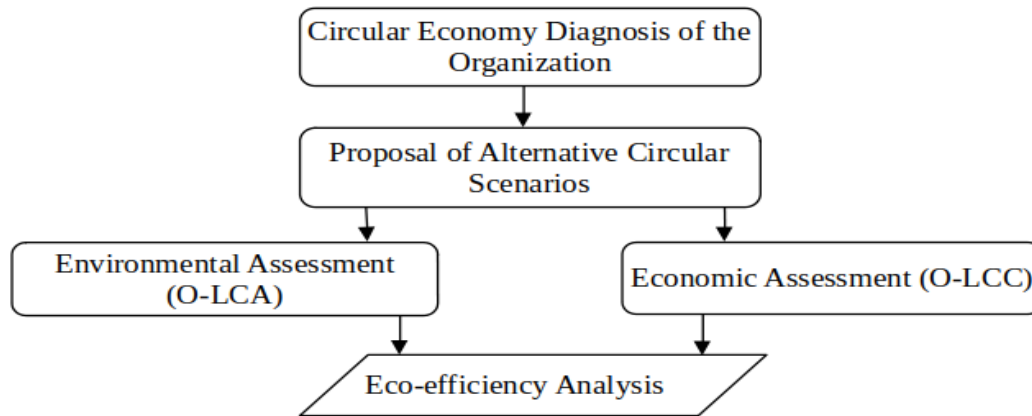 Circular Economy Diagnosis of the
Organization
Proposal of Alternative Circular
Scenarios
Environmental Assessment
(O-LCA)
Economic Assessment (O-LCC)
Eco-efficiency Analysis